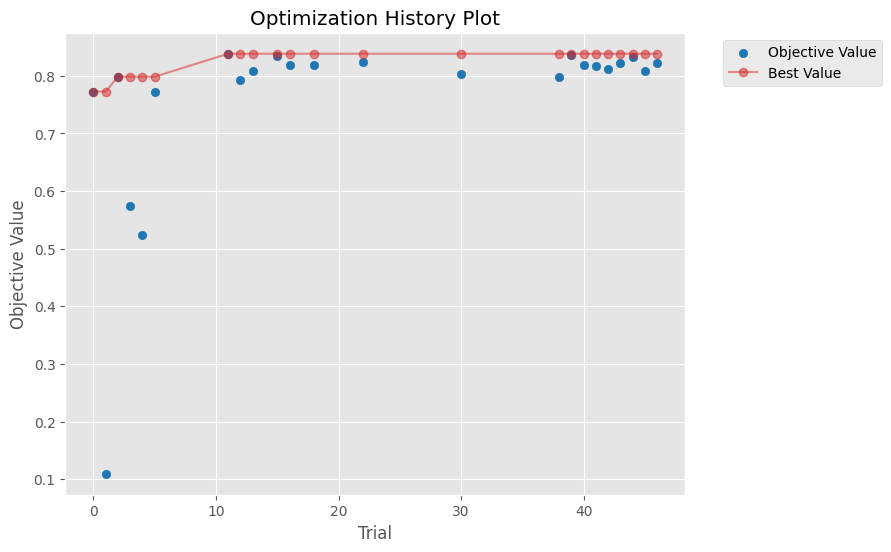 Optimization History Plot
Objective Value
Best Value
Objective Value
0.8
0.7
0.6
0.5
0.4
0.3
0.2
0.1
0 10 20 30 40
Trial